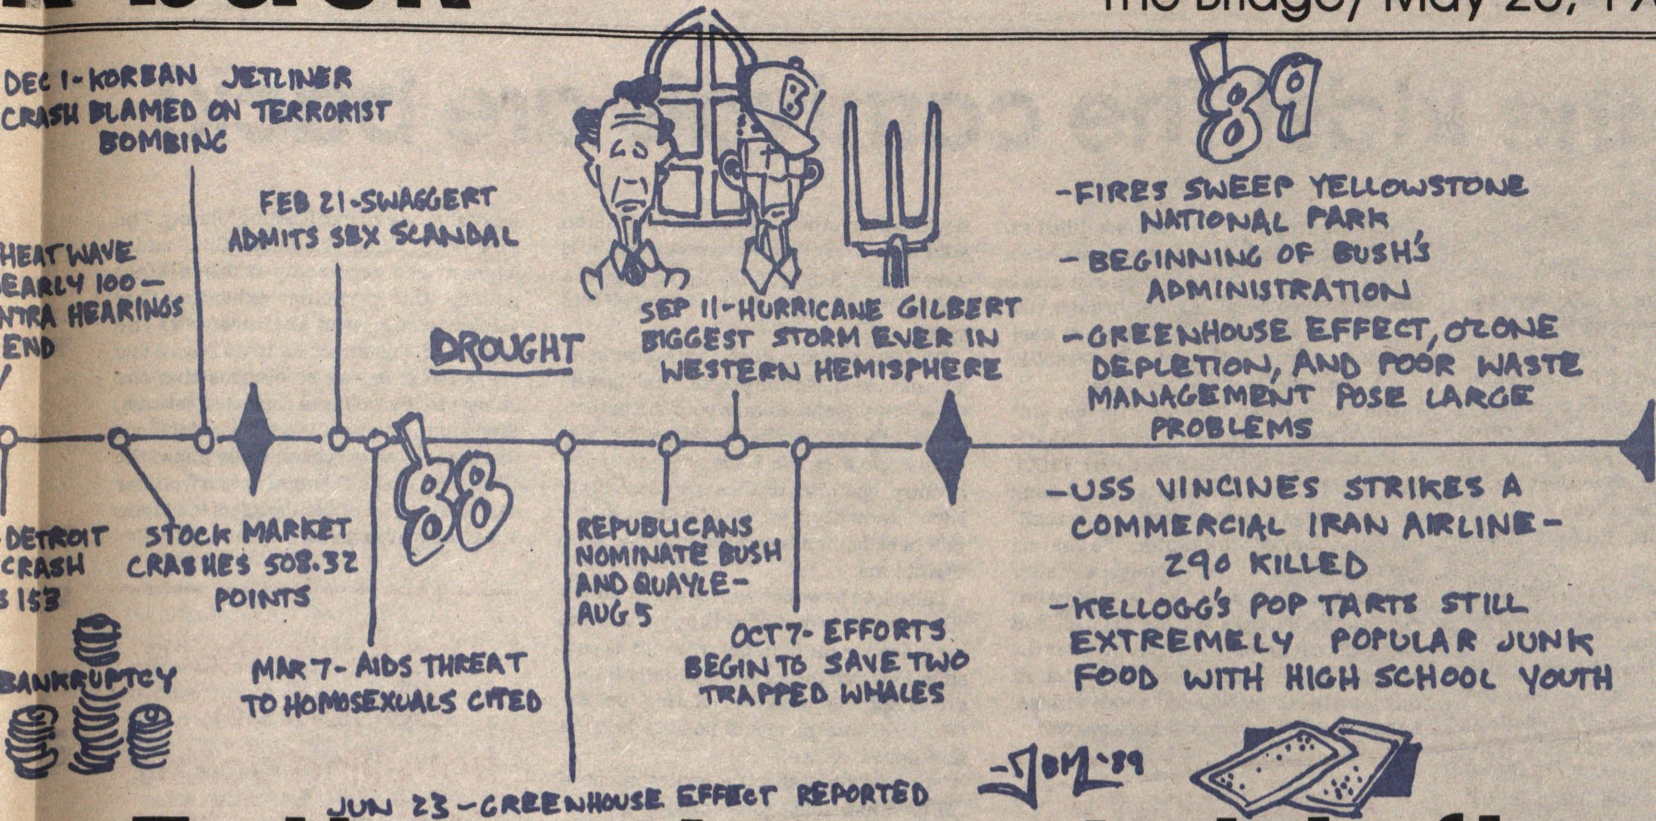 The Bridge/ May 26, 19
DEC 1-KOREAN JETLINER
CRASH BLAMED ON TERRORIST
BOMBING
FEB 21-SWAGGERT
ADMITS SEX SCANDAL
HEAT WAVE
EARLY 100-
NTRA HEARINGS
END
DROUGHT
B
SEP 11-HURRICANE GILBERT
BIGGEST STORM EVER IN
WESTERN HEMISPHERE
'89
-FIRES SWEEP YELLOWSTONE
NATIONAL PARK
-BEGINNING OF BUSH'S
ADMINISTRATION
-GREENHOUSE EFFECT, OZONE
DEPLETION, AND POOR WASTE
MANAGEMENT POSE LARGE
PROBLEMS
DETROIT
CRASH
S 153
STOCK MARKET
CRASHES 508.32
POINTS
'88
BANKRUPTCY
MAR 7-AIDS THREAT
TO HOMOSEXUALS CITED
REPUBLICANS
NOMINATE BUSH
AND QUAYLE-
AUG 5
OCT 7-EFFORTS
BEGIN TO SAVE TWO
TRAPPED WHALES
JUN 23-GREENHOUSE EFFECT REPORTED
-USS VINCINES STRIKES A
COMMERCIAL IRAN AIRLINE-
290 KILLED
-KELLOGG'S POP TARTS STILL
EXTREMELY POPULAR JUNK
FOOD WITH HIGH SCHOOL YOUTH
'89